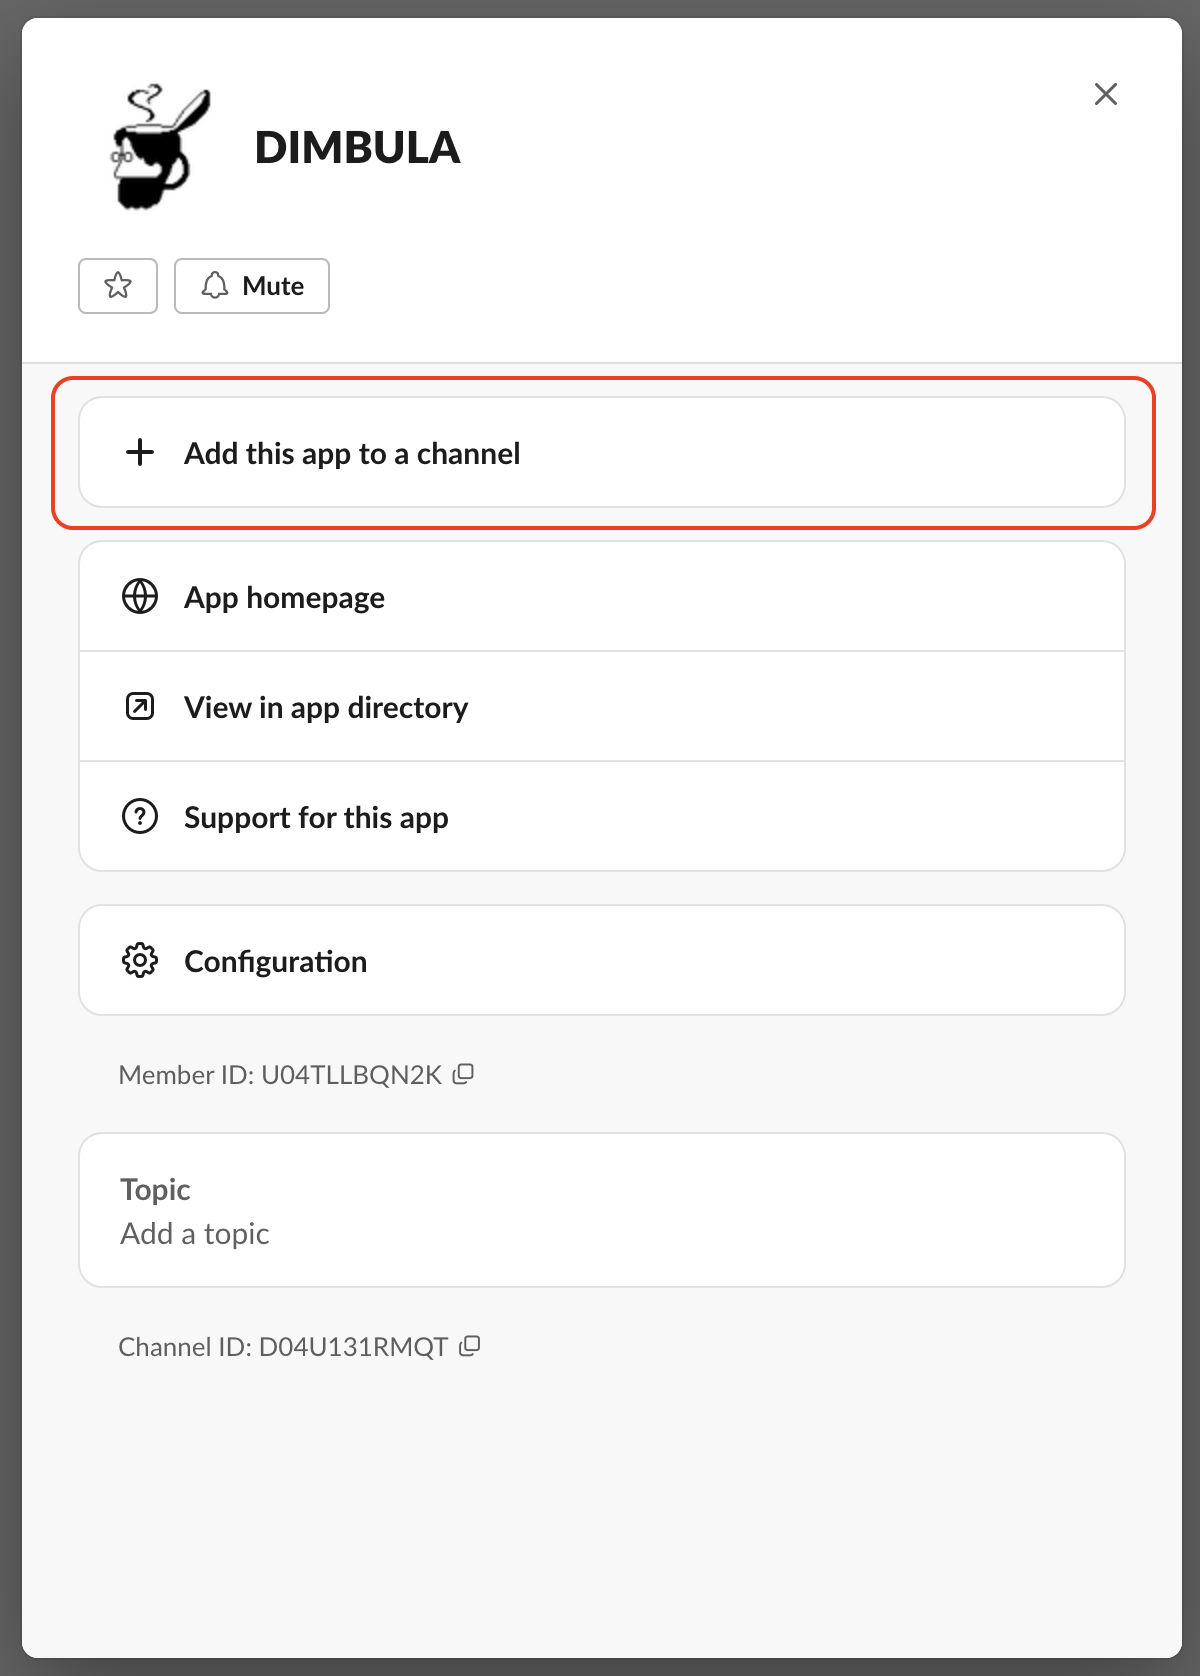 DIMBULA
Mute
Add this app to a channel
App homepage
View in app directory
Support for this app
Configuration
Member ID: U04TLLBQN2K
Topic
Add a topic
Channel ID: D04U131RMQT